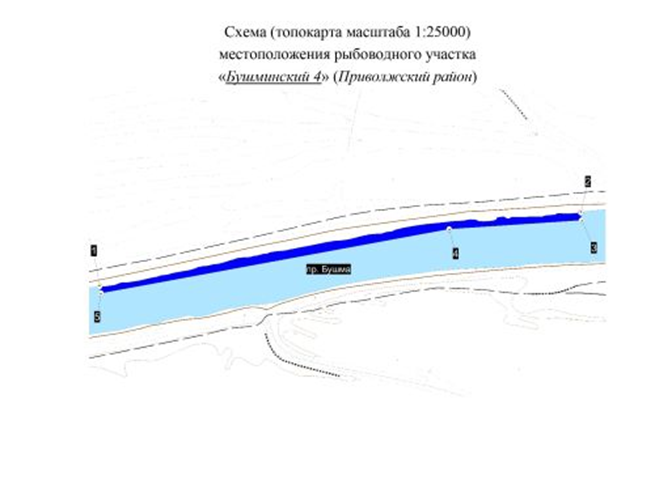 Схема (топокарта масштаба 1:25000)
местоположения рыбоводного участка
«Бушминский 4» (Приволжский район)
2
1
3
4
пр. Бушма
5